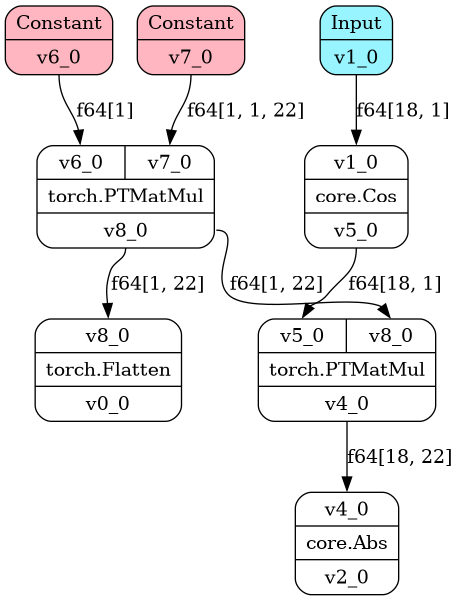 Constant
v6_0
Constant
v7_0
Input
v1_0
f64[1]
f64[1, 1, 22]
f64[18, 1]
v6_0 v7_0
torch.PTMatMul
v8_0
v1_0
core.Cos
v5_0
f64[1, 22]
f64[1, 22]
f64[18, 1]
v8_0
torch.Flatten
v0_0
v5_0 v8_0
torch.PTMatMul
v4_0
f64[18, 22]
v4_0
core.Abs
v2_0